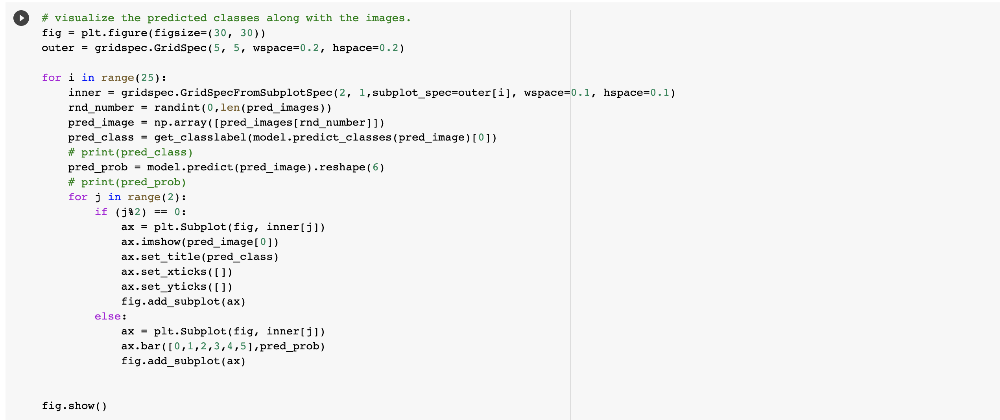 # visualize the predicted classes along with the images.
fig = plt.figure(figsize=(30, 30))
outer = gridspec.GridSpec(5, 5, wspace=0.2, hspace=0.2)

for i in range(25):
    inner = gridspec.GridSpecFromSubplotSpec(2, 1,subplot_spec=outer[i], wspace=0.1, hspace=0.1)
    rnd_number = randint(0,len(pred_images))
    pred_image = np.array([pred_images[rnd_number]])
    pred_class = get_classlabel(model.predict_classes(pred_image)[0])
    # print(pred_class)
    pred_prob = model.predict(pred_image).reshape(6)
    # print(pred_prob)
    for j in range(2):
        if (j%2) == 0:
            ax = plt.Subplot(fig, inner[j])
            ax.imshow(pred_image[0])
            ax.set_title(pred_class)
            ax.set_xticks([])
            ax.set_yticks([])
            fig.add_subplot(ax)
        else:
            ax = plt.Subplot(fig, inner[j])
            ax.bar([0,1,2,3,4,5],pred_prob)
            fig.add_subplot(ax)

fig.show()